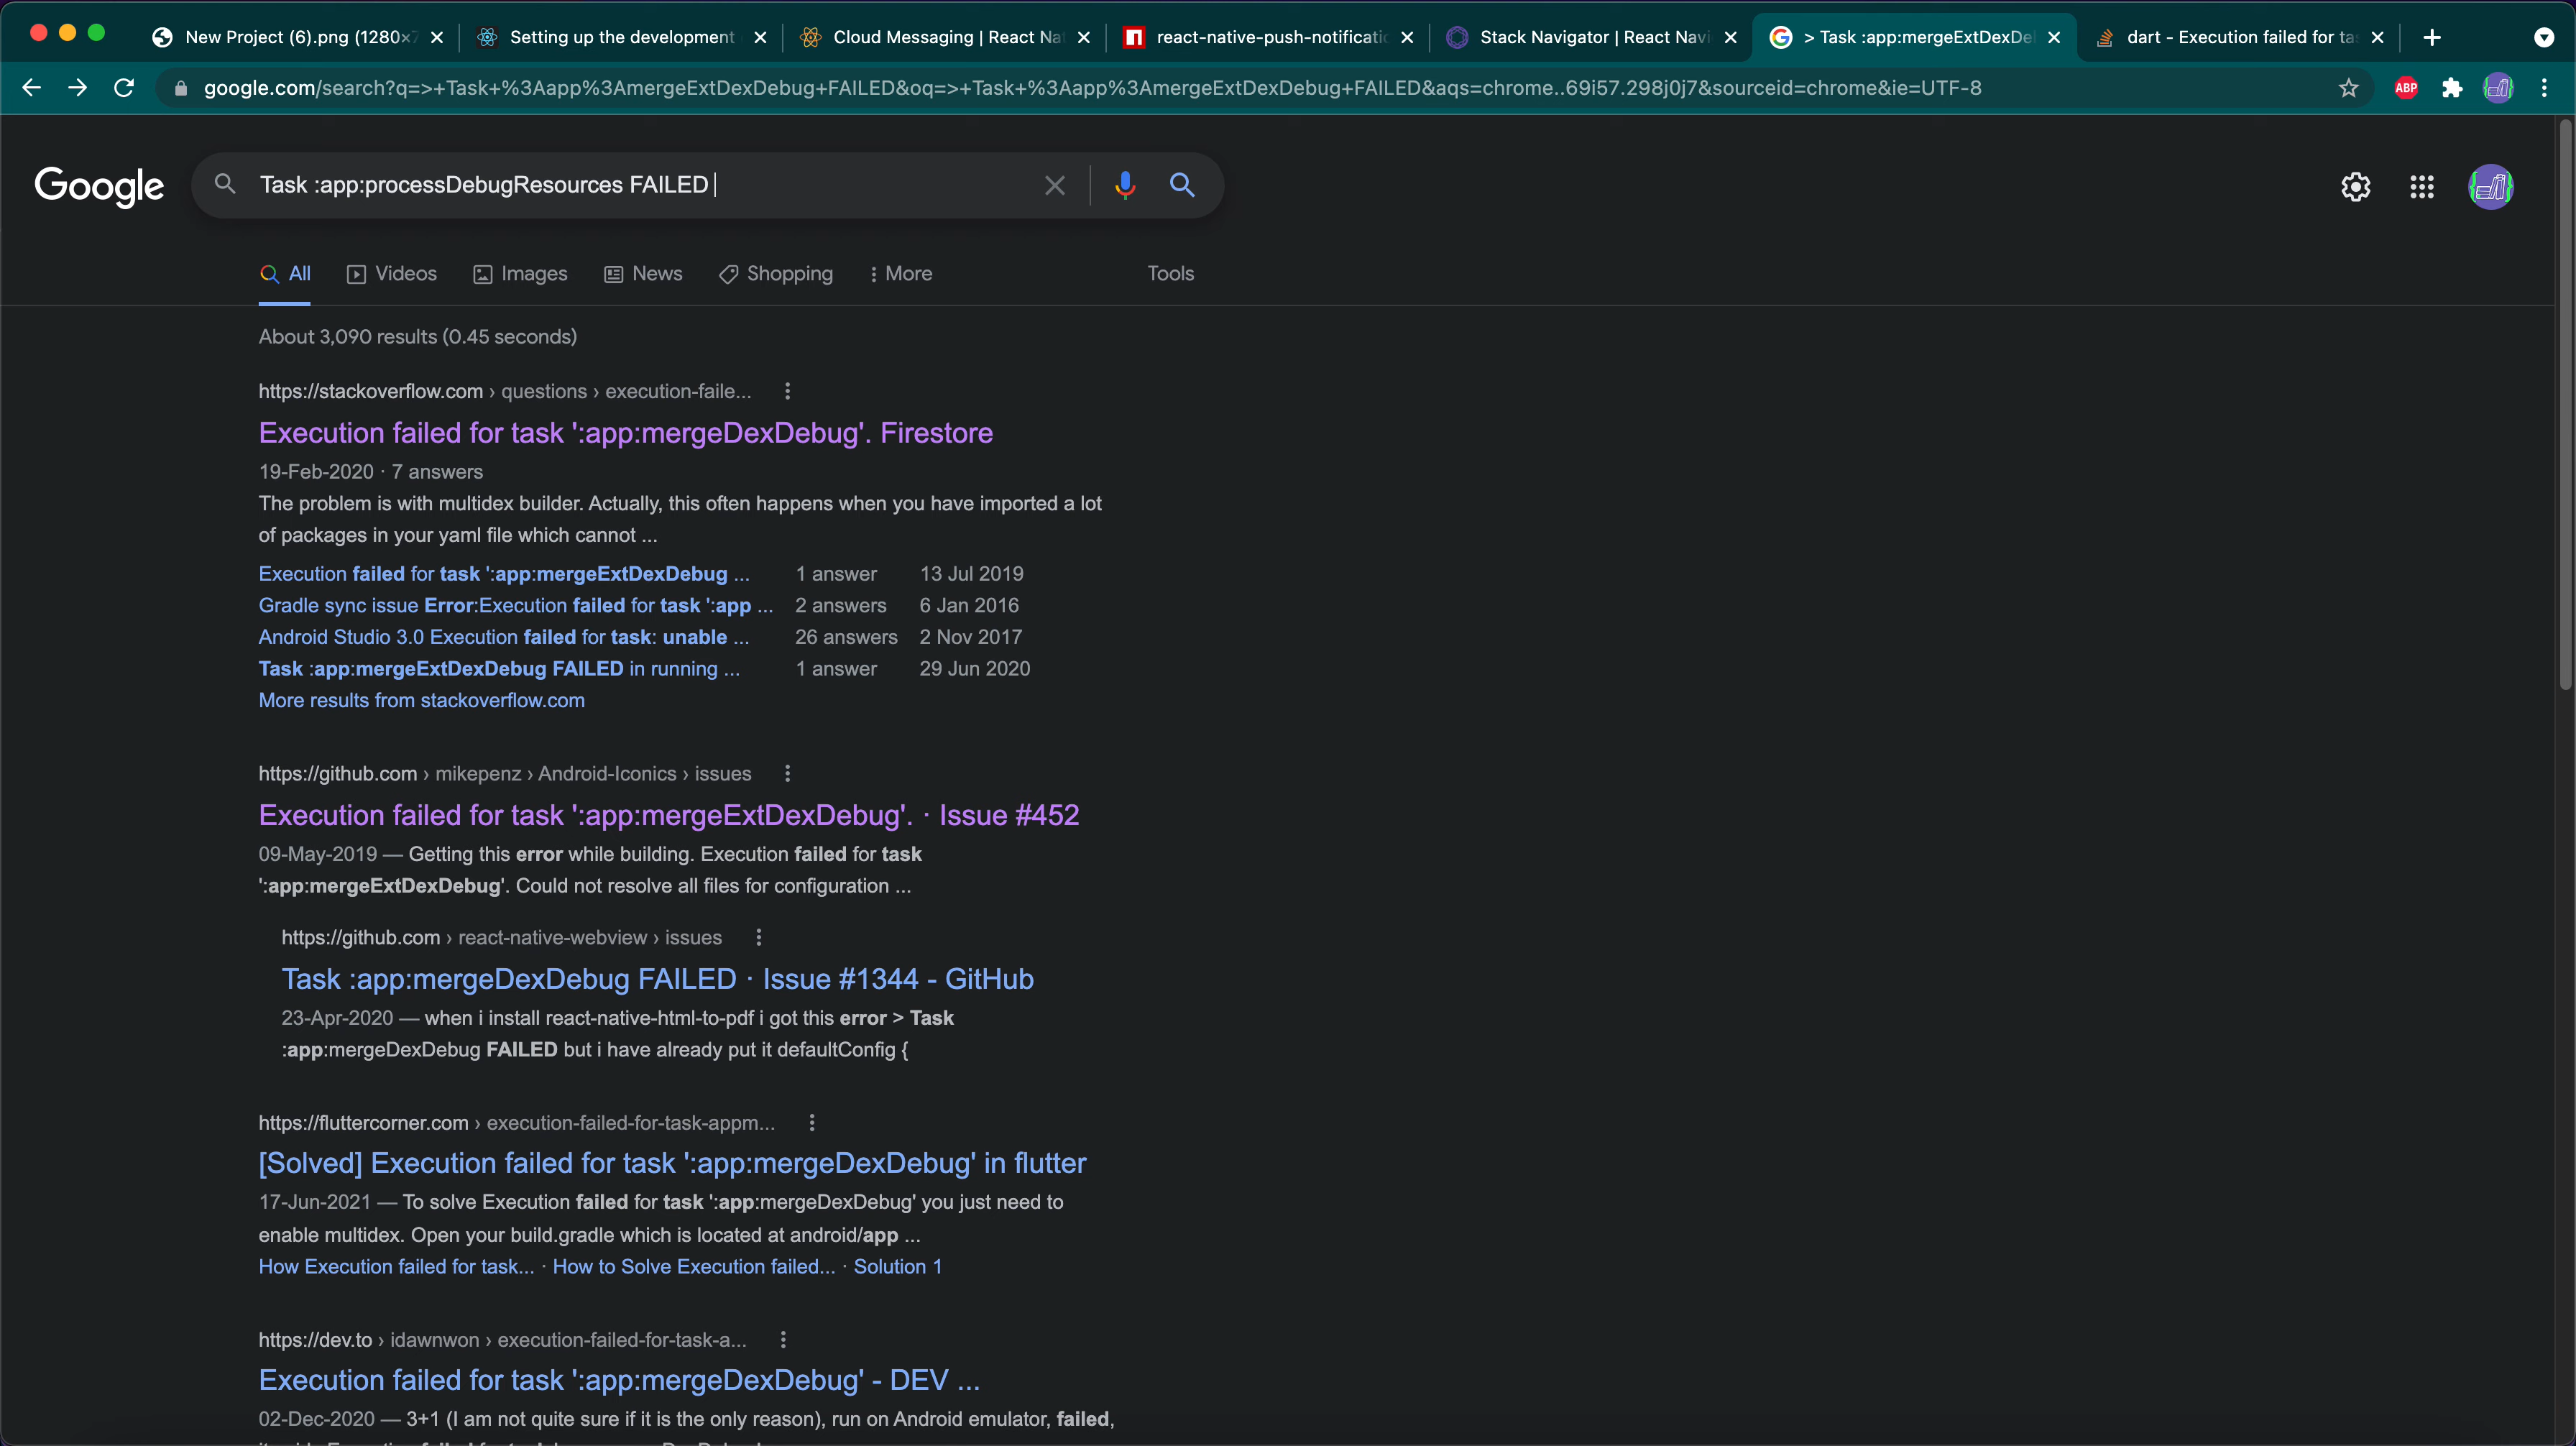 New Project (6).png (1280×7
Setting up the development
Cloud Messaging | React Nat
react-native-push-notificatio
Stack Navigator | React Navi
> Task :app:mergeExtDexDe
dart - Execution failed for tas
google.com/search?q=>+Task+%3Aapp%3AmergeExtDexDebug+FAILED&oq=>+Task+%3Aapp%3AmergeExtDexDebug+FAILED&aqs=chrome..69i57.298j0j7&sourceid=chrome&ie=UTF-8
ABP
Google
Task :app:processDebugResources FAILED
All Videos Images News Shopping More Tools
About 3,090 results (0.45 seconds)
https://stackoverflow.com › questions › execution-faile...
Execution failed for task ':app:mergeDexDebug'. Firestore
19-Feb-2020 · 7 answers
The problem is with multidex builder. Actually, this often happens when you have imported a lot
of packages in your yaml file which cannot ...
Execution failed for task ':app:mergeExtDexDebug ... 1 answer 13 Jul 2019
Gradle sync issue Error:Execution failed for task ':app ... 2 answers 6 Jan 2016
Android Studio 3.0 Execution failed for task: unable ... 26 answers 2 Nov 2017
Task :app:mergeExtDexDebug FAILED in running ... 1 answer 29 Jun 2020
More results from stackoverflow.com
https://github.com › mikepenz › Android-Iconics › issues
Execution failed for task ':app:mergeExtDexDebug'. · Issue #452
09-May-2019 — Getting this error while building. Execution failed for task
':app:mergeExtDexDebug'. Could not resolve all files for configuration ...
https://github.com › react-native-webview › issues
Task :app:mergeDexDebug FAILED · Issue #1344 - GitHub
23-Apr-2020 — when i install react-native-html-to-pdf i got this error > Task
:app:mergeDexDebug FAILED but i have already put it defaultConfig {
https://fluttercorner.com › execution-failed-for-task-appm...
[Solved] Execution failed for task ':app:mergeDexDebug' in flutter
17-Jun-2021 — To solve Execution failed for task ':app:mergeDexDebug' you just need to
enable multidex. Open your build.gradle which is located at android/app ...
How Execution failed for task... · How to Solve Execution failed... · Solution 1
https://dev.to › idawnwon › execution-failed-for-task-a...
Execution failed for task ':app:mergeDexDebug' - DEV ...
02-Dec-2020 — 3+1 (I am not quite sure if it is the only reason), run on Android emulator, failed,